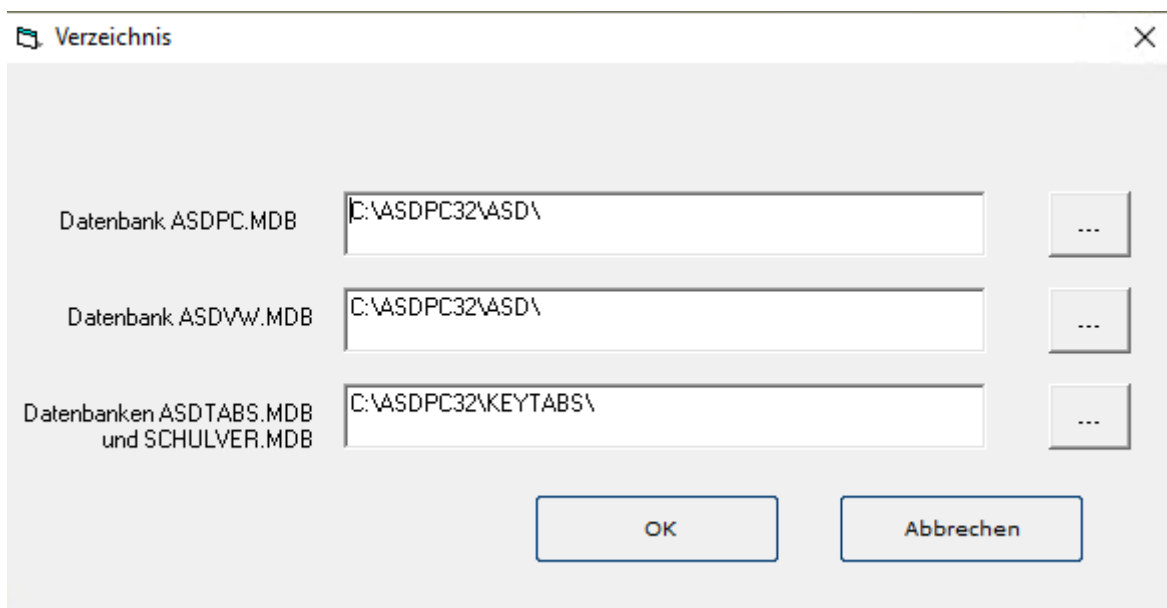 Verzeichnis
Datenbank ASDPC.MDB
C:\ASDPC32\ASD\
...
Datenbank ASDVW.MDB
C:\ASDPC32\ASD\
...
Datenbanken ASDTABS.MDB
und SCHULVER.MDB
C:\ASDPC32\KEYTABS\
...
OK
Abbrechen